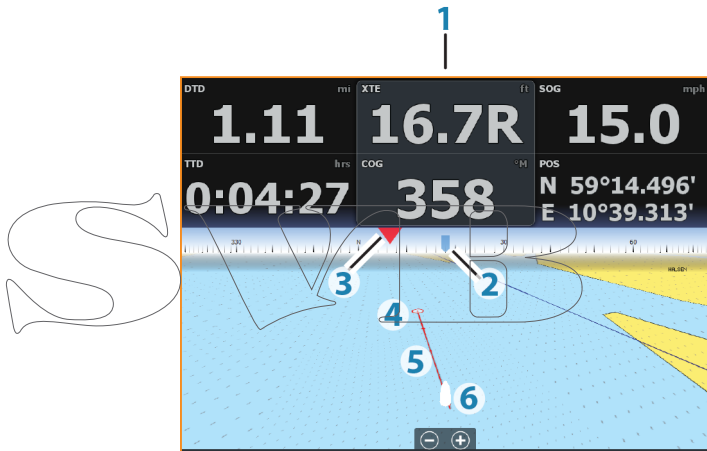 1
DTD mi XTE ft SOG mph
1.11 16.7R 15.0
TTD hrs COG °M POS
0:04:27 358 N 59°14.496'
E 10°39.313'
330 N 30 60
3 2
4
5
6